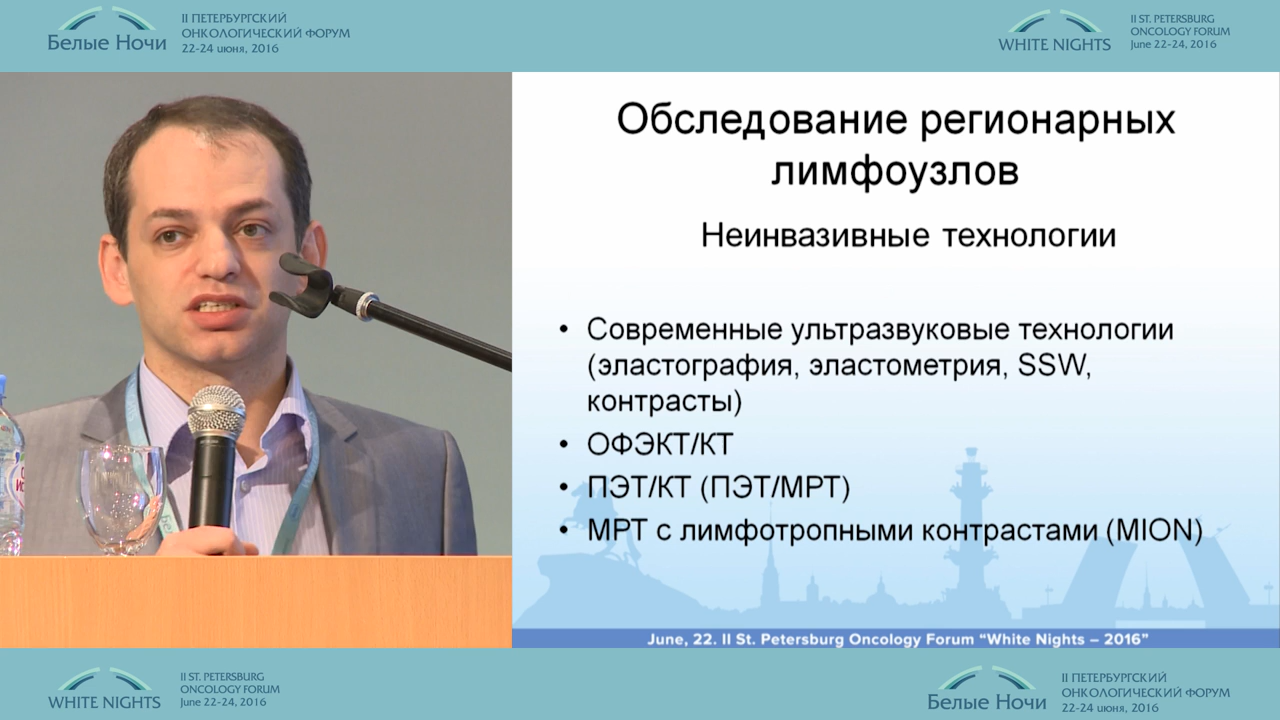 Белые Ночи
II ПЕТЕРБУРГСКИЙ
ОНКОЛОГИЧЕСКИЙ ФОРУМ
22-24 июня, 2016
WHITE NIGHTS
II ST. PETERSBURG
ONCOLOGY FORUM
June 22-24, 2016
Обследование регионарных
лимфоузлов
Неинвазивные технологии
• Современные ультразвуковые технологии
(эластография, эластометрия, SSW,
контрасты)
• ОФЭКТ/КТ
• ПЭТ/КТ (ПЭТ/МРТ)
• МРТ с лимфотропными контрастами (MION)
June, 22. II St. Petersburg Oncology Forum “White Nights – 2016”
WHITE NIGHTS
II ST. PETERSBURG
ONCOLOGY FORUM
June 22-24, 2016
Белые Ночи
II ПЕТЕРБУРГСКИЙ
ОНКОЛОГИЧЕСКИЙ ФОРУМ
22-24 июня, 2016